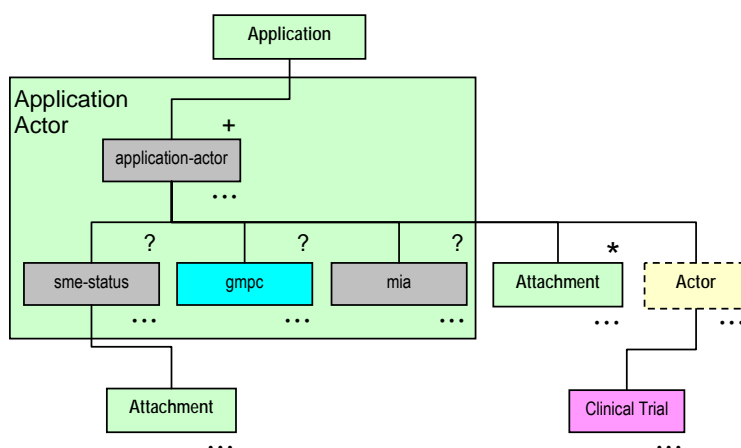 Application
Application
Actor
+
application-actor
...
? ? ? *
sme-status gmpc mia Attachment Actor
... ... ... ... ...
Attachment Clinical Trial
... ...